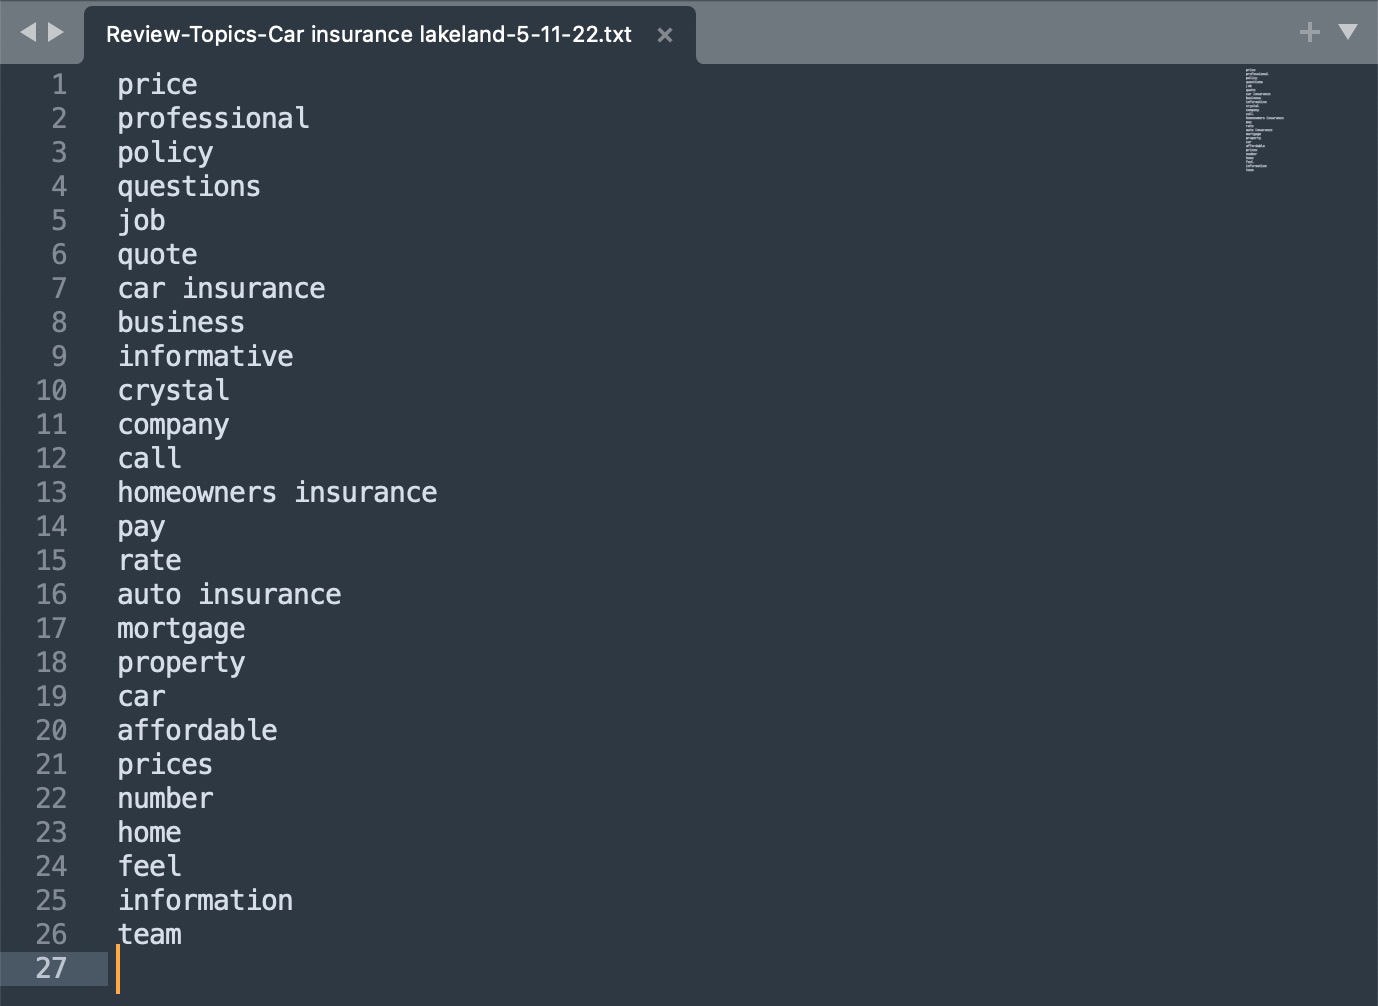 Review-Topics-Car insurance lakeland-5-11-22.txt
1 price
2 professional
3 policy
4 questions
5 job
6 quote
7 car insurance
8 business
9 informative
10 crystal
11 company
12 call
13 homeowners insurance
14 pay
15 rate
16 auto insurance
17 mortgage
18 property
19 car
20 affordable
21 prices
22 number
23 home
24 feel
25 information
26 team
27